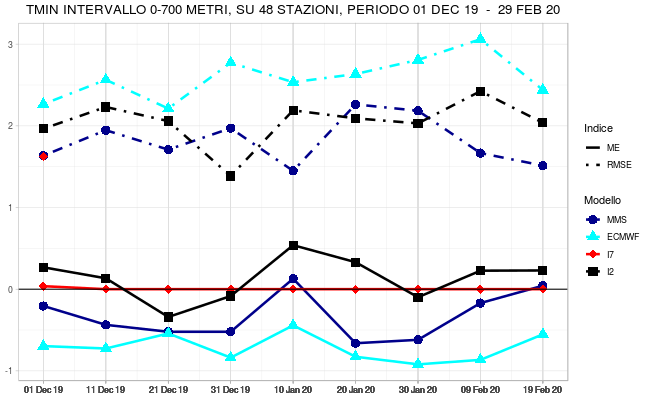 TMIN INTERVALLO 0-700 METRI, SU 48 STAZIONI, PERIODO 01 DEC 19 - 29 FEB 20
3
2
1
0
-1
01 Dec 19 11 Dec 19 21 Dec 19 31 Dec 19 10 Jan 20 20 Jan 20 30 Jan 20 09 Feb 20 19 Feb 20
Indice
ME
RMSE
Modello
MMS
ECMWF
I7
I2